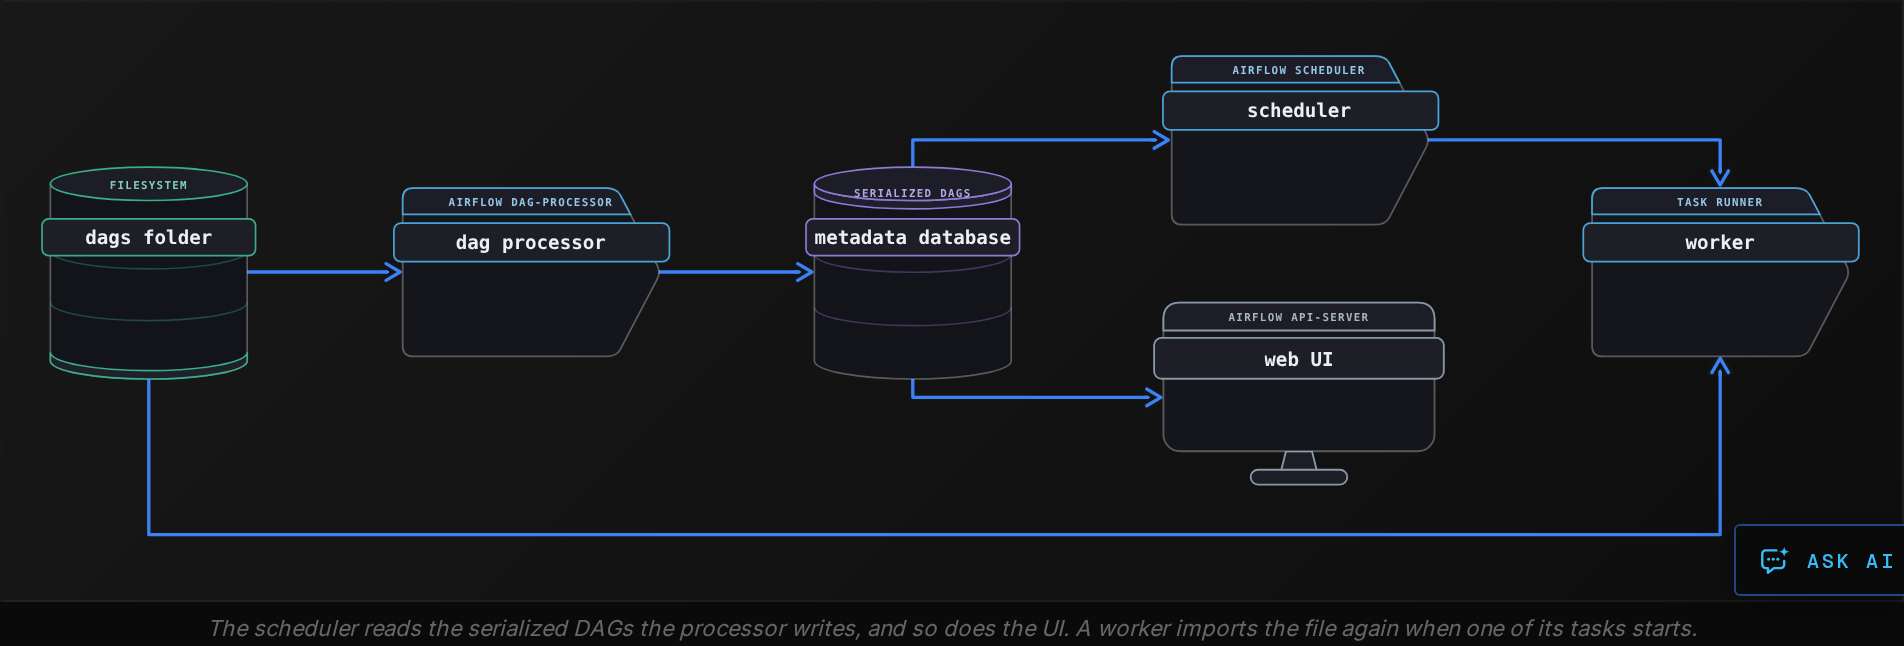 FILESYSTEM
dags folder
AIRFLOW DAG-PROCESSOR
dag processor
SERIALIZED DAGS
metadata database
AIRFLOW SCHEDULER
scheduler
AIRFLOW API-SERVER
web UI
TASK RUNNER
worker
ASK AI
The scheduler reads the serialized DAGs the processor writes, and so does the UI. A worker imports the file again when one of its tasks starts.